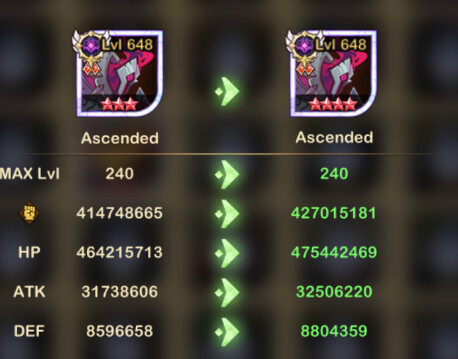 Lvl 648 Lvl 648
Ascended Ascended
MAX Lvl 240 240
414748665 427015181
HP 464215713 475442469
ATK 31738606 32506220
DEF 8596658 8804359